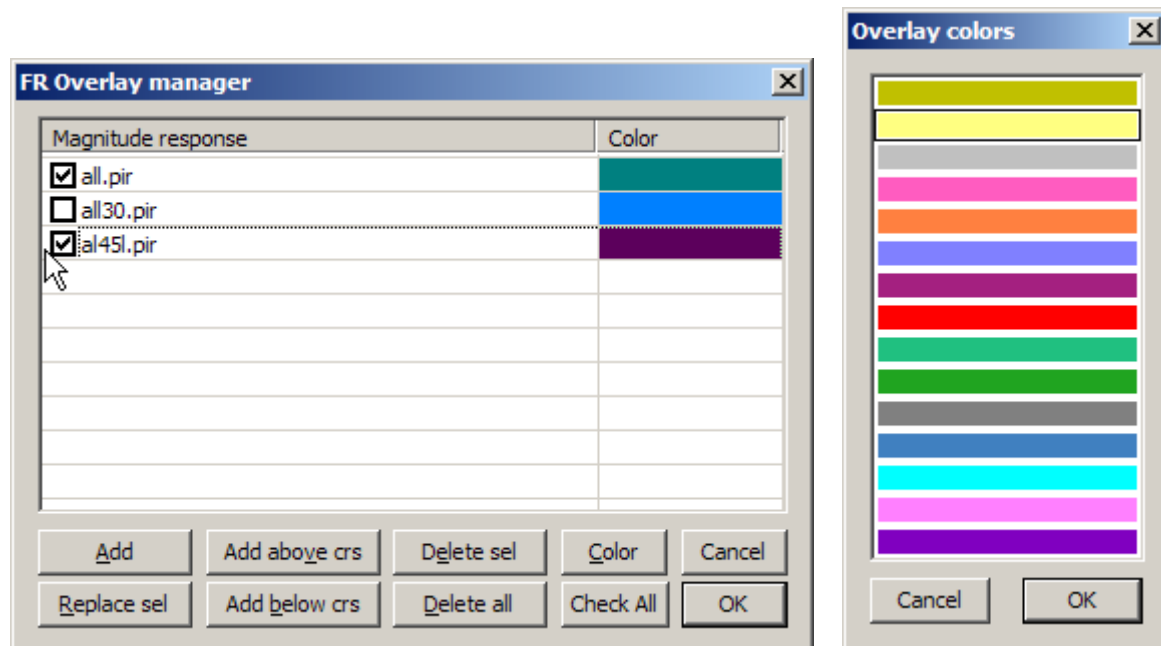 FR Overlay manager
Magnitude response Color
all.pir
all30.pir
al45l.pir
Add Add above crs Delete sel Color Cancel
Replace sel Add below crs Delete all Check All OK
Overlay colors
Cancel OK